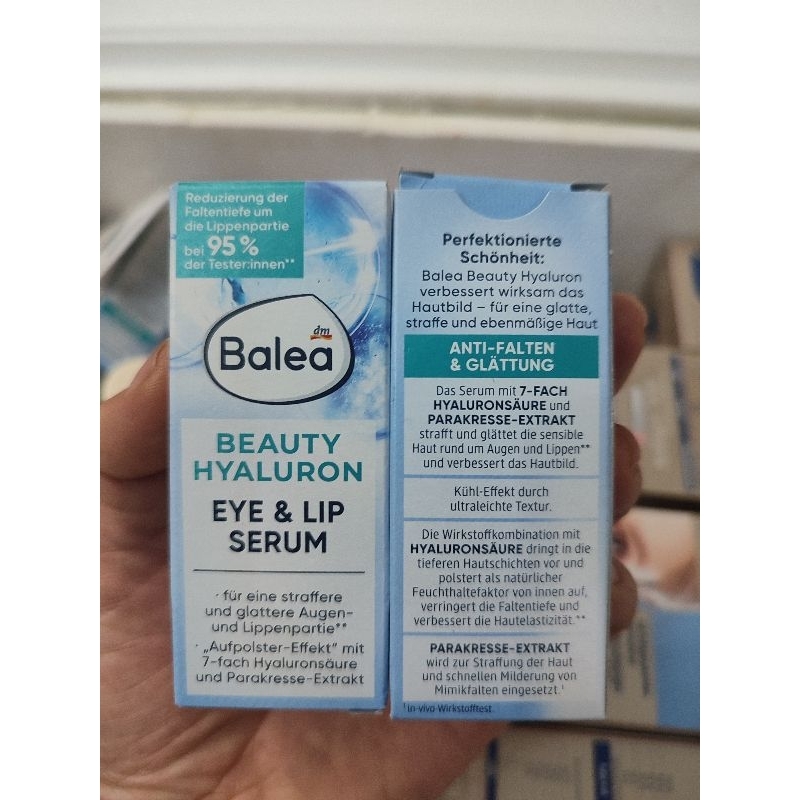 Reduzierung der
Faltentiefe um
die Lippenpartie
bei 95 %
der Tester:innen**
dm
Balea
BEAUTY
HYALURON
EYE & LIP
SERUM
· für eine straffere
und glattere Augen-
und Lippenpartie**
· „Aufpolster-Effekt“ mit
7-fach Hyaluronsäure
und Parakresse-Extrakt
Perfektionierte
Schönheit:
Balea Beauty Hyaluron
verbessert wirksam das
Hautbild – für eine glatte,
straffe und ebenmäßige Haut
ANTI-FALTEN
& GLÄTTUNG
Das Serum mit 7-FACH
HYALURONSÄURE und
PARAKRESSE-EXTRAKT
strafft und glättet die sensible
Haut rund um Augen und Lippen**
und verbessert das Hautbild.
Kühl-Effekt durch
ultraleichte Textur.
Die Wirkstoffkombination mit
HYALURONSÄURE dringt in die
tieferen Hautschichten vor und
polstert als natürlicher
Feuchthaltefaktor von innen auf,
verringert die Faltentiefe und
verbessert die Hautelastizität.**
PARAKRESSE-EXTRAKT
wird zur Straffung der Haut
und schnellen Milderung von
Mimikfalten eingesetzt.¹
¹in-vivo-Wirkstofftest.